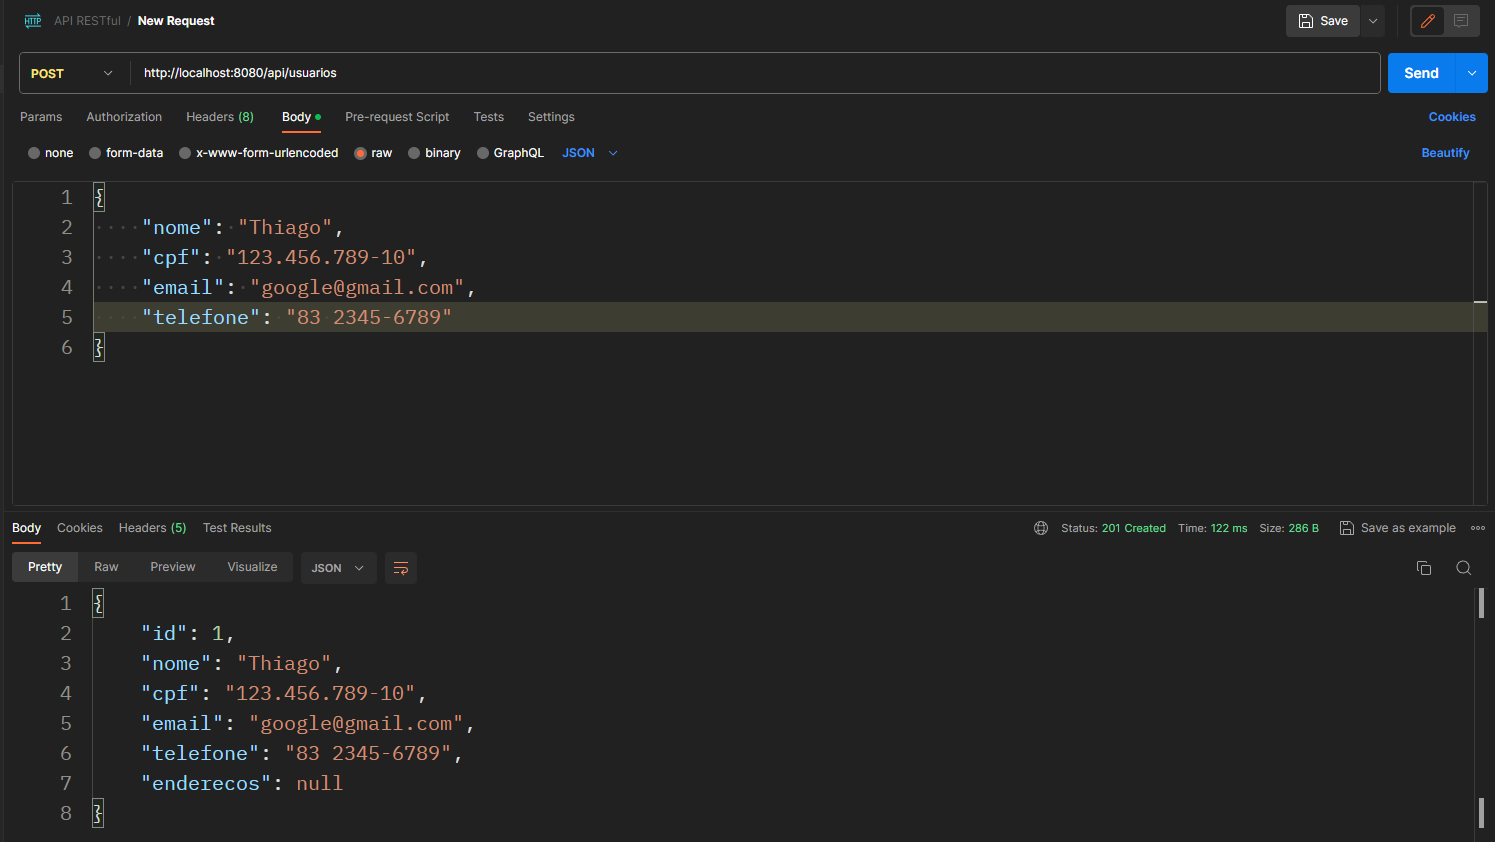 HTTP API RESTful / New Request Save
POST http://localhost:8080/api/usuarios Send
Params Authorization Headers (8) Body Pre-request Script Tests Settings Cookies
none form-data x-www-form-urlencoded raw binary GraphQL JSON Beautify
1 {
2 "nome": "Thiago",
3 "cpf": "123.456.789-10",
4 "email": "google@gmail.com",
5 "telefone": "83 2345-6789"
6 }
Body Cookies Headers (5) Test Results Status: 201 Created Time: 122 ms Size: 286 B Save as example
Pretty Raw Preview Visualize JSON
1 {
2 "id": 1,
3 "nome": "Thiago",
4 "cpf": "123.456.789-10",
5 "email": "google@gmail.com",
6 "telefone": "83 2345-6789",
7 "enderecos": null
8 }